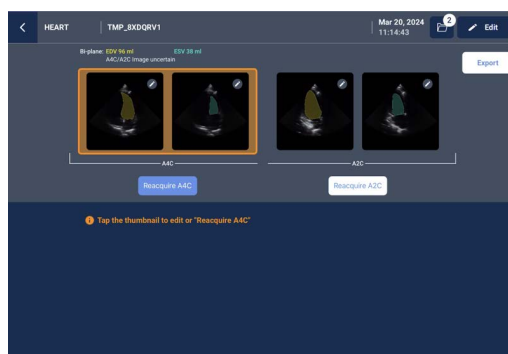 HEART
TMP_8XDQRV1
Mar 20, 2024
11:14:43
2
Edit
Bi-plane: EDV 96 ml ESV 38 ml
A4C/A2C Image uncertain
Export
A4C
A2C
Reacquire A4C
Reacquire A2C
Tap the thumbnail to edit or "Reacquire A4C"